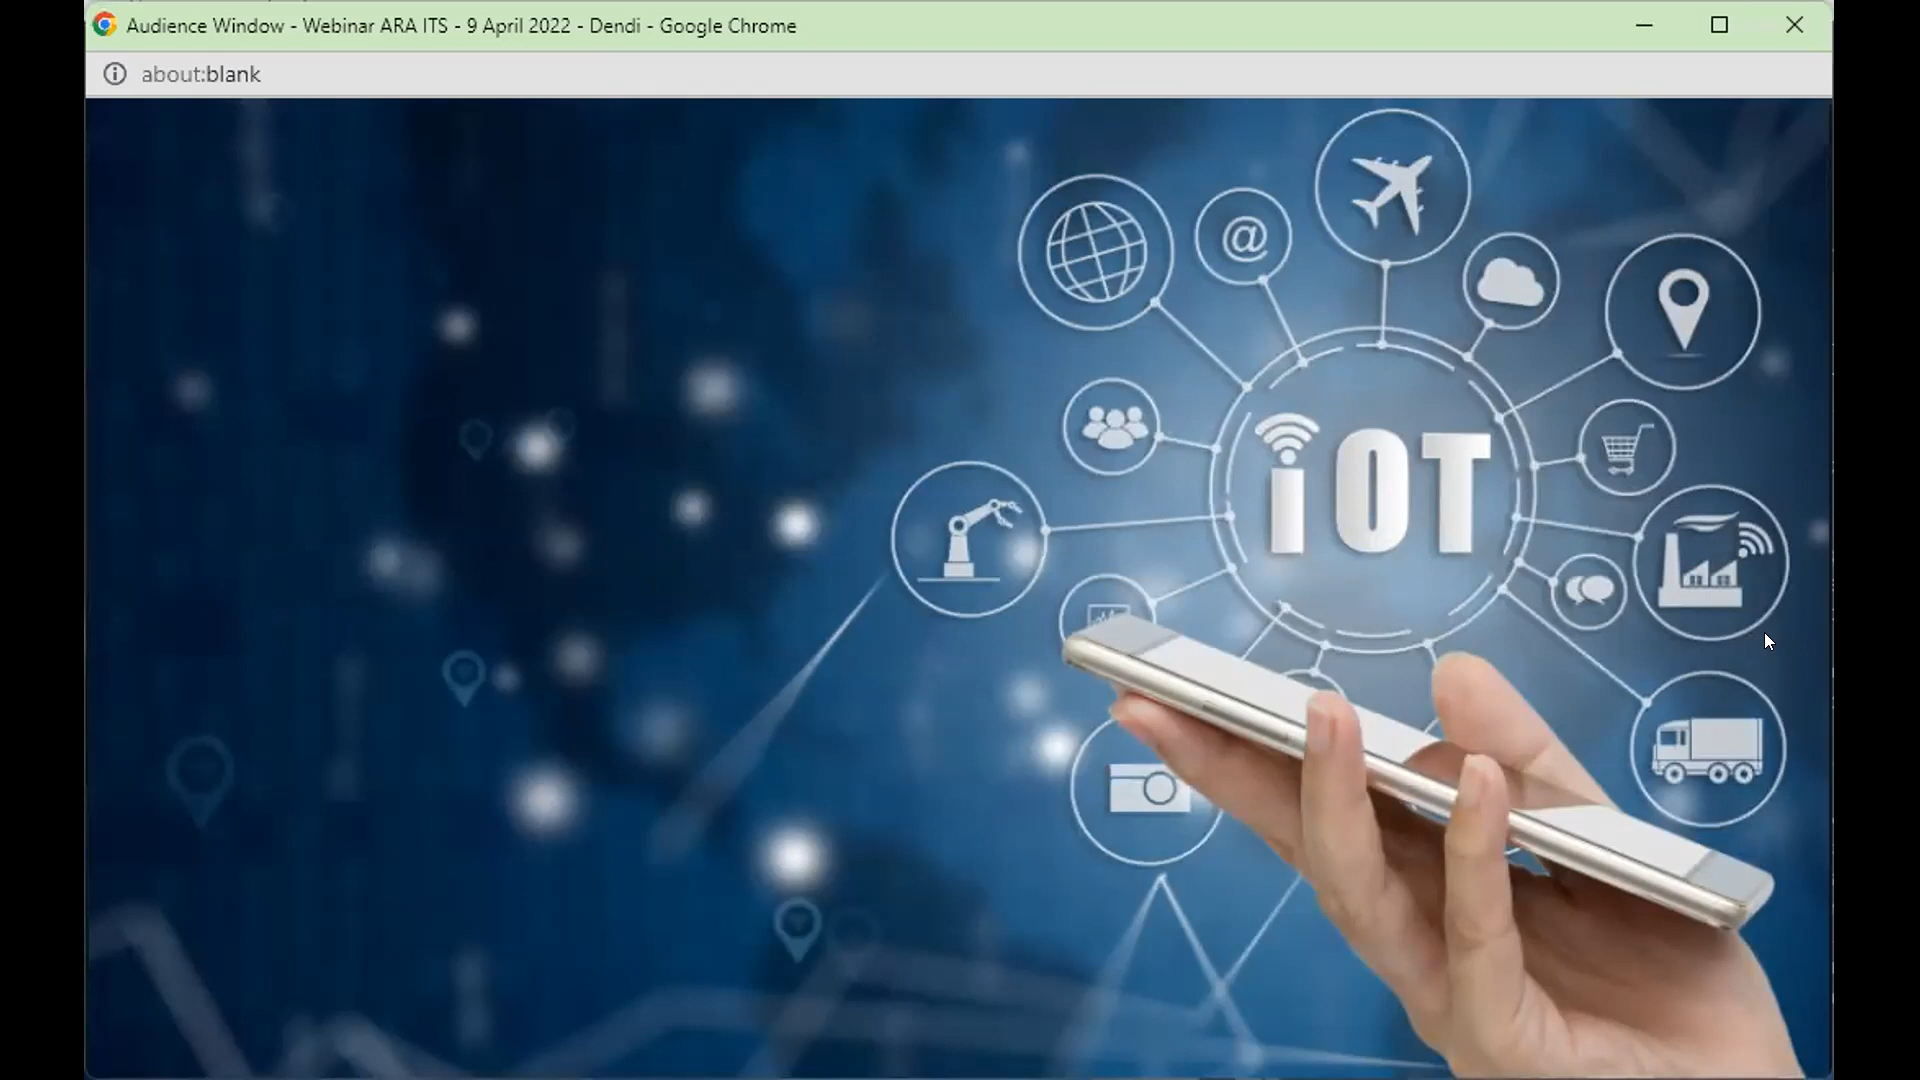 Audience Window - Webinar ARA ITS - 9 April 2022 - Dendi - Google Chrome
about:blank
@
iOT